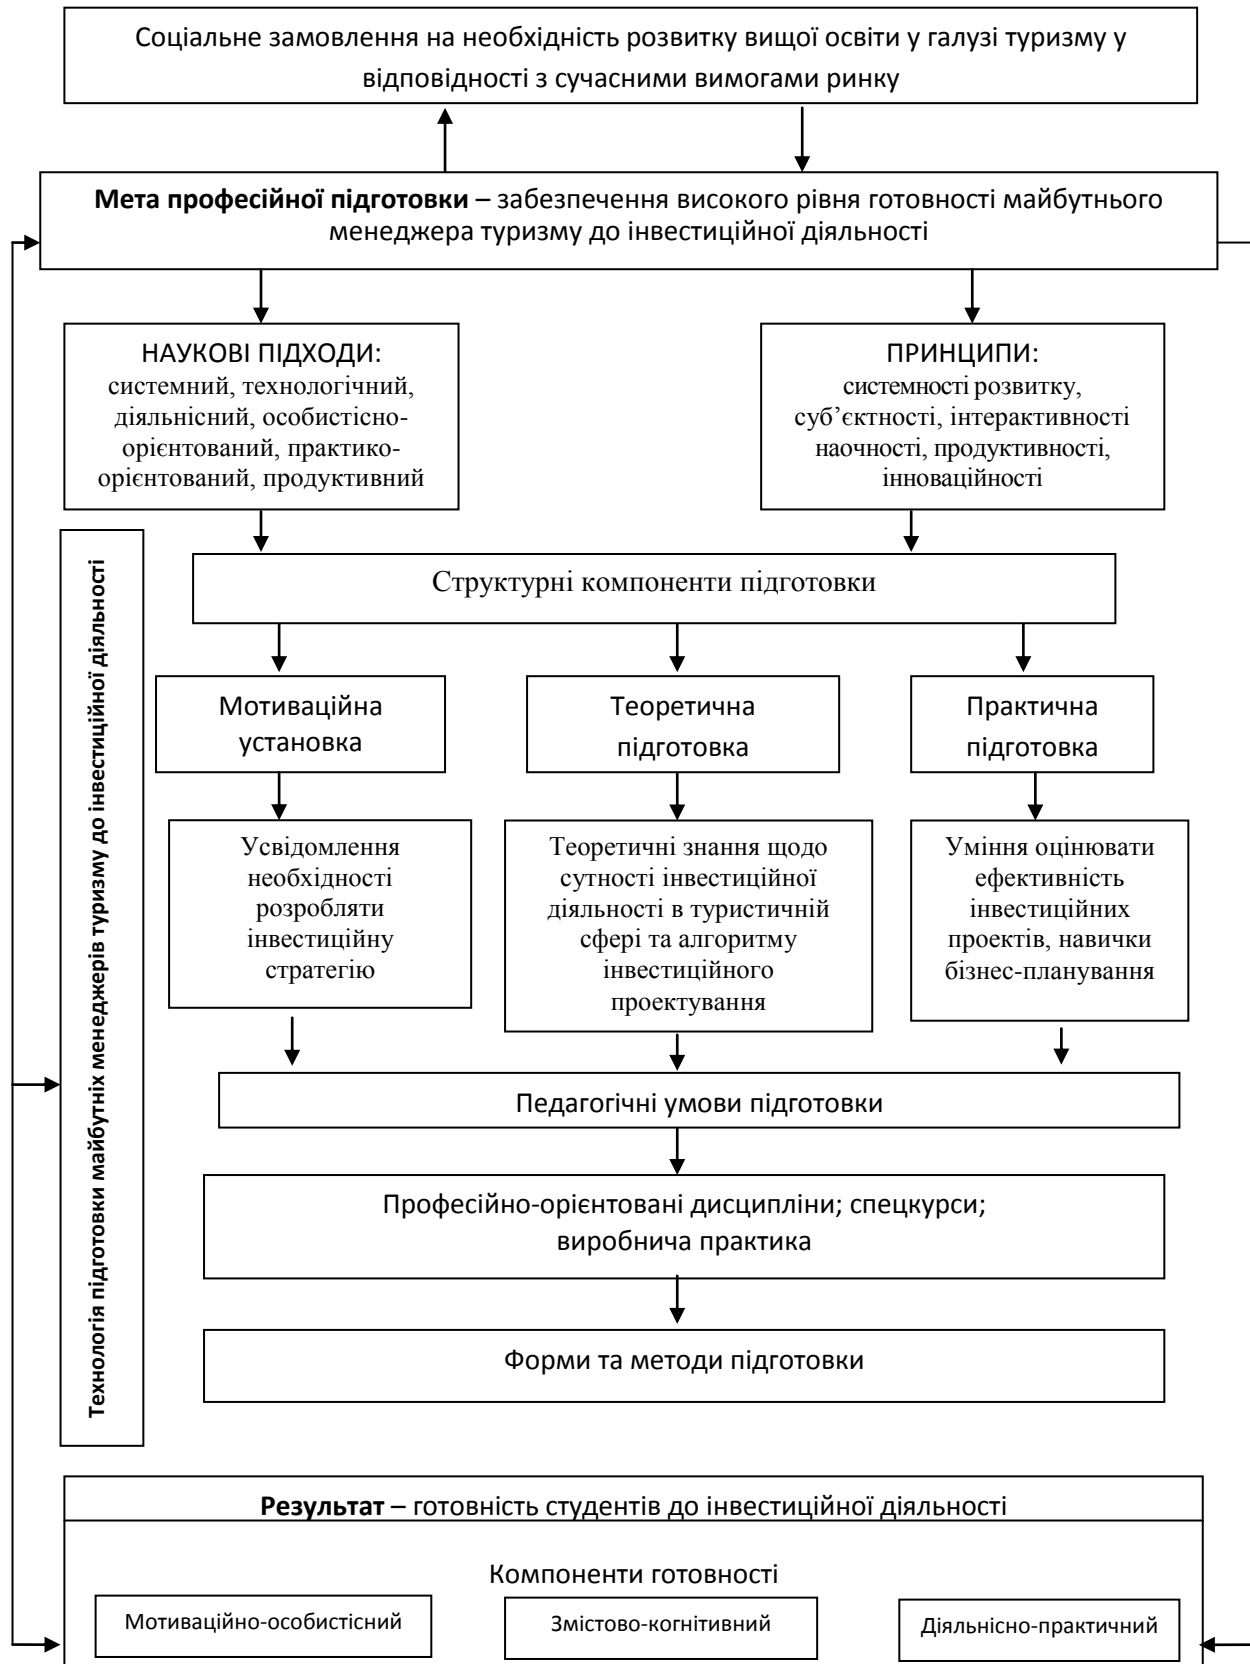 Соціальне замовлення на необхідність розвитку вищої освіти у галузі туризму у
відповідності з сучасними вимогами ринку
Мета професійної підготовки – забезпечення високого рівня готовності майбутнього
менеджера туризму до інвестиційної діяльності
НАУКОВІ ПІДХОДИ:
системний, технологічний,
діяльнісний, особистісно-
орієнтований, практико-
орієнтований, продуктивний
ПРИНЦИПИ:
системності розвитку,
суб’єктності, інтерактивності
наочності, продуктивності,
інноваційності
Технологія підготовки майбутніх менеджерів туризму до інвестиційної діяльності
Структурні компоненти підготовки
Мотиваційна
установка
Теоретична
підготовка
Практична
підготовка
Усвідомлення
необхідності
розробляти
інвестиційну
стратегію
Теоретичні знання щодо
сутності інвестиційної
діяльності в туристичній
сфері та алгоритму
інвестиційного
проектування
Уміння оцінювати
ефективність
інвестиційних
проектів, навички
бізнес-планування
Педагогічні умови підготовки
Професійно-орієнтовані дисципліни; спецкурси;
виробнича практика
Форми та методи підготовки
Результат – готовність студентів до інвестиційної діяльності
Компоненти готовності
Мотиваційно-особистісний
Змістово-когнітивний
Діяльнісно-практичний